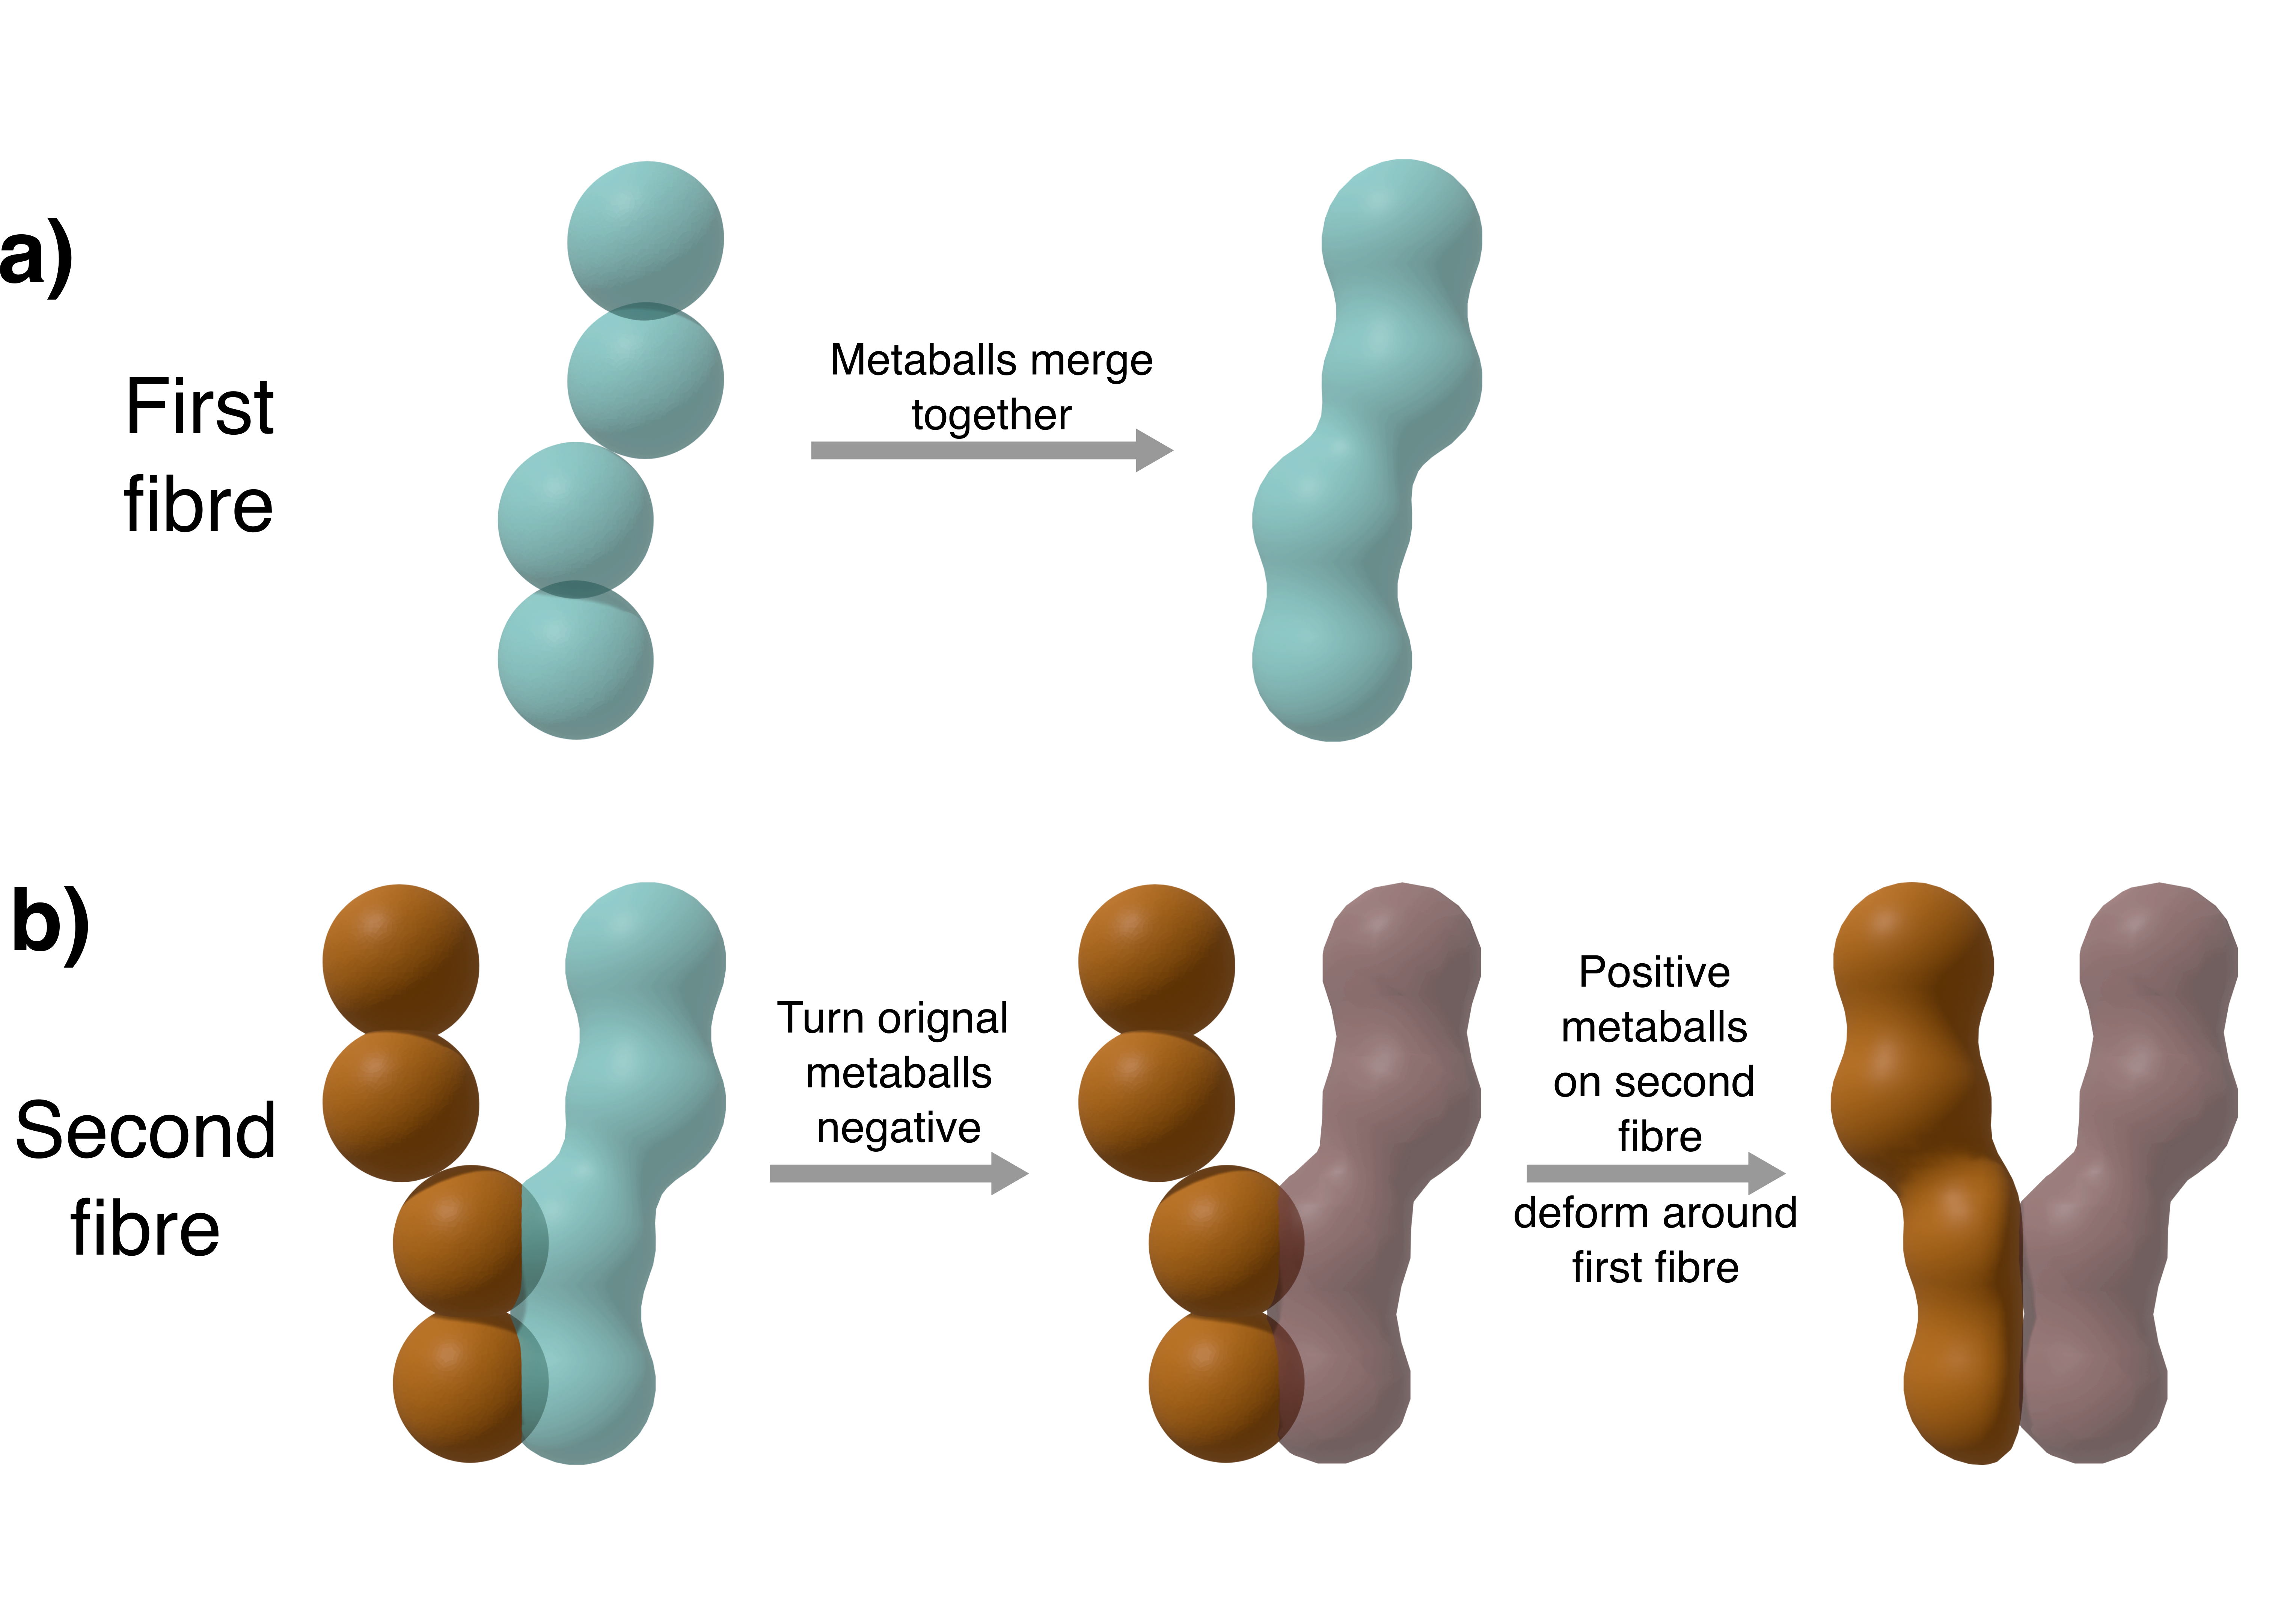 a)
First
fibre
Metaballs merge
together
b)
Second
fibre
Turn orignal
metaballs
negative
Positive
metaballs
on second
fibre
deform around
first fibre